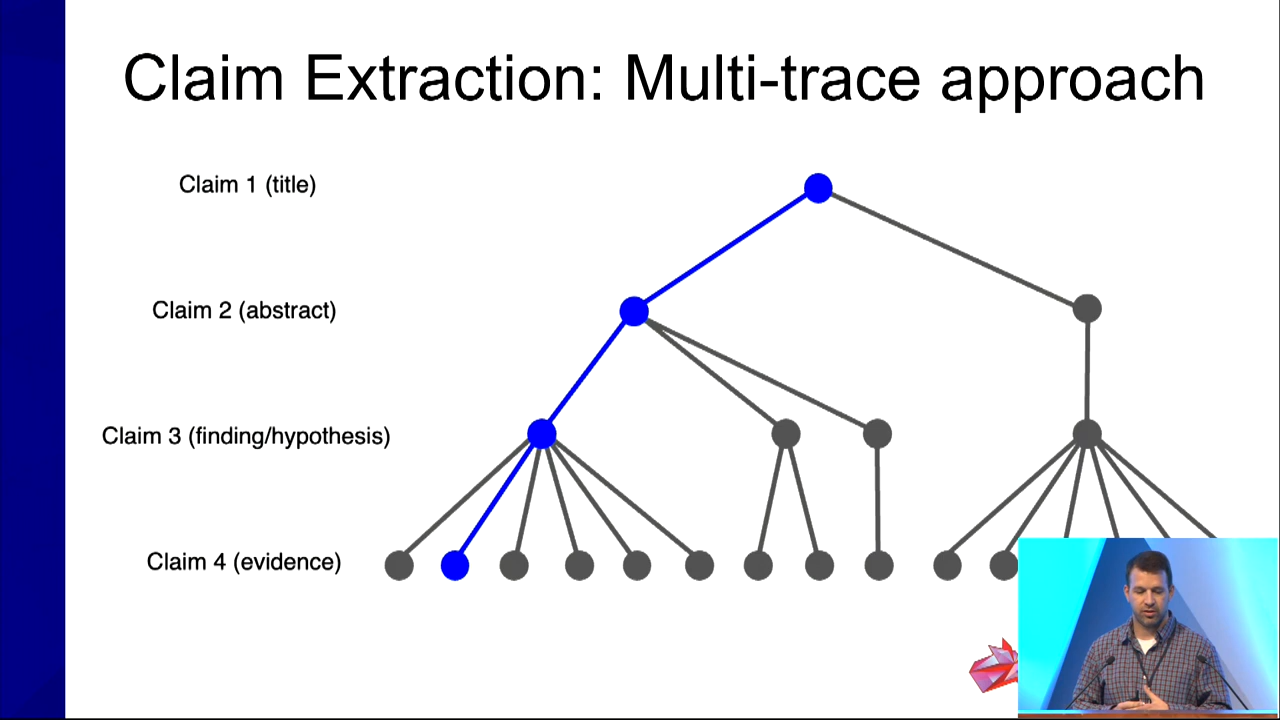 Claim Extraction: Multi-trace approach
Claim 1 (title)
Claim 2 (abstract)
Claim 3 (finding/hypothesis)
Claim 4 (evidence)